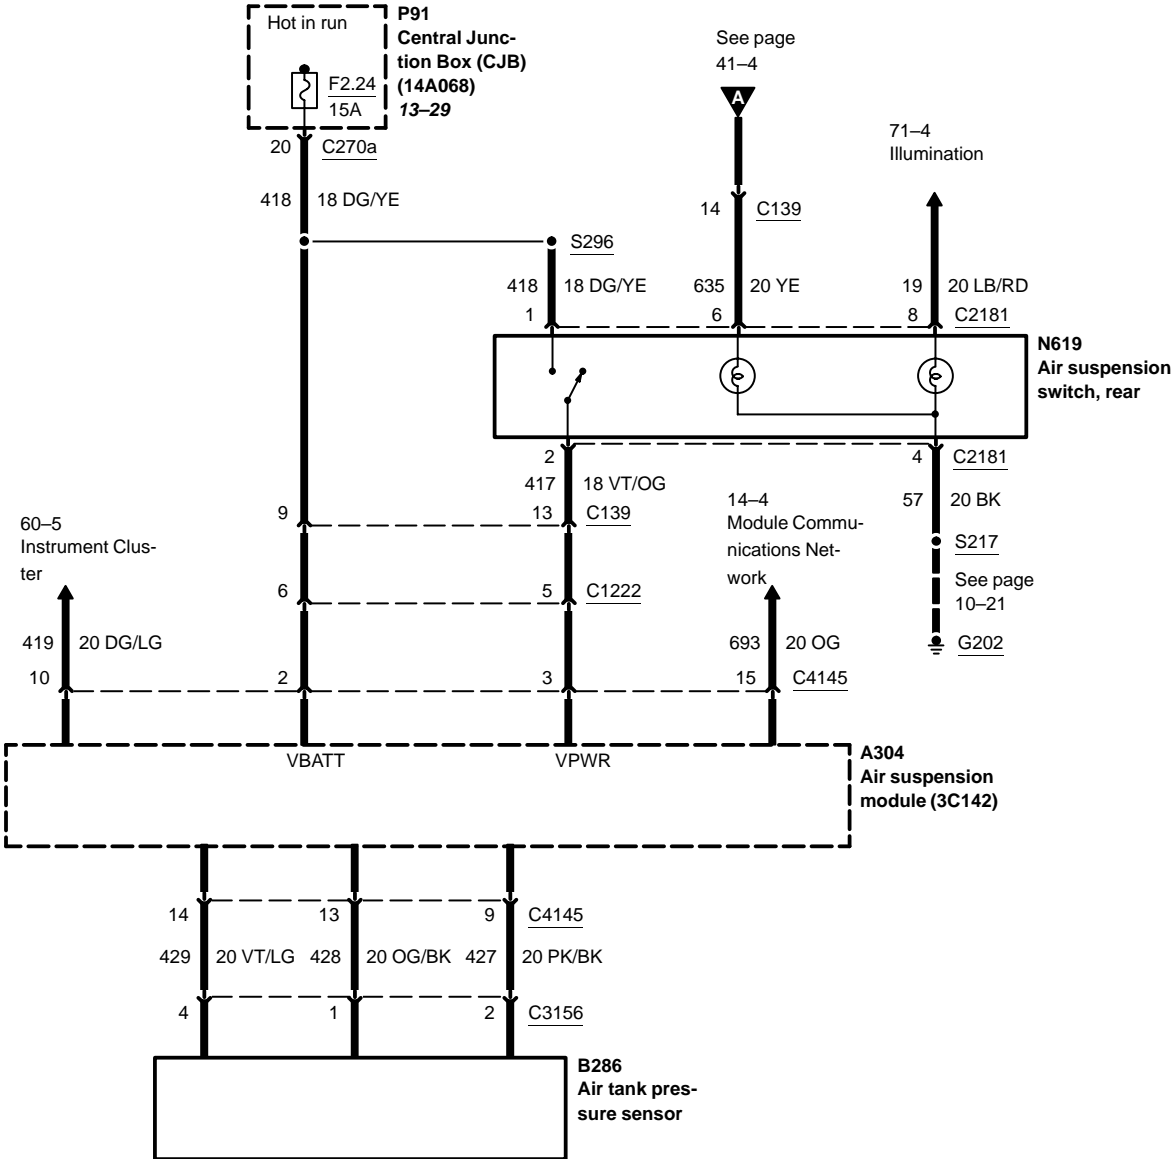 Hot in run
P91
Central Junc-
tion Box (CJB)
(14A068)
13–29
F2.24
15A
20 C270a
418 18 DG/YE
S296
418 18 DG/YE
1
See page
41–4
A
14 C139
635 20 YE
6
71–4
Illumination
19 20 LB/RD
8 C2181
N619
Air suspension
switch, rear
2
417 18 VT/OG
4 C2181
57 20 BK
S217
See page
10–21
G202
9 13 C139
6 5 C1222
60–5
Instrument Clus-
ter
419 20 DG/LG
14–4
Module Commu-
nications Net-
work
693 20 OG
10 2 3 15 C4145
VBATT VPWR
A304
Air suspension
module (3C142)
14 13 9 C4145
429 20 VT/LG 428 20 OG/BK 427 20 PK/BK
4 1 2 C3156
B286
Air tank pres-
sure sensor